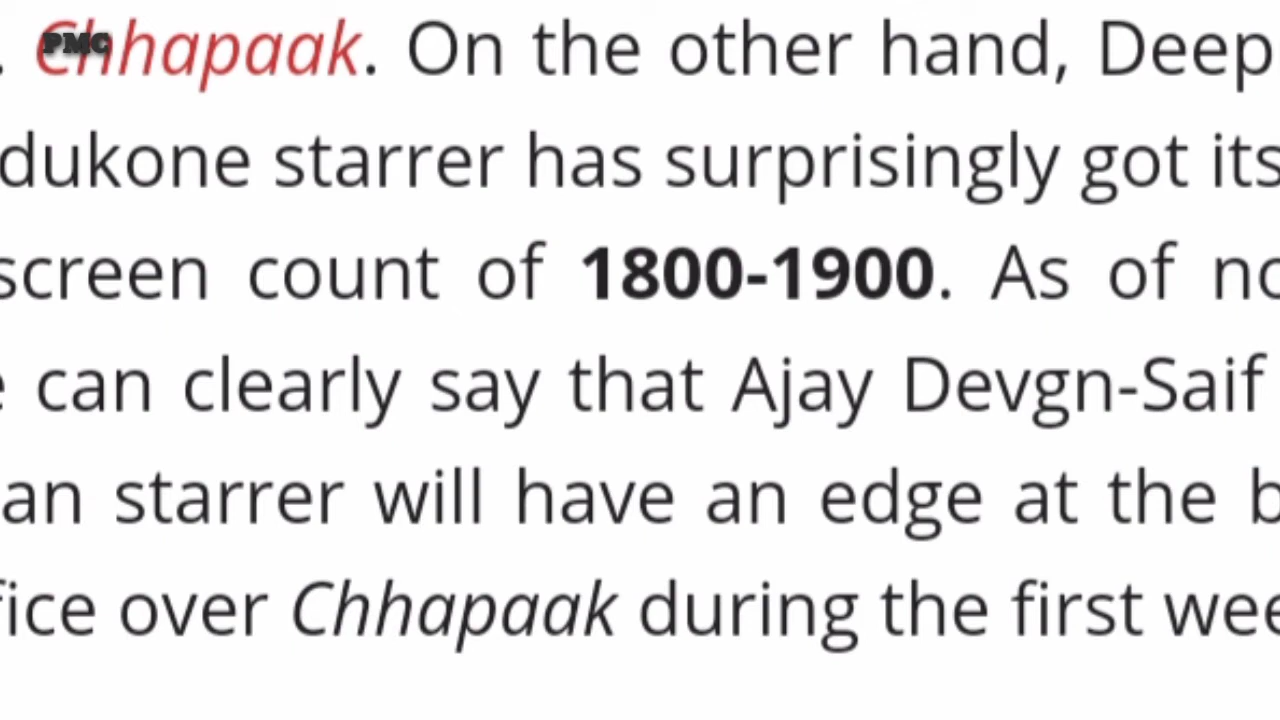 . Chhapaak. On the other hand, Deep
dukone starrer has surprisingly got its
screen count of 1800-1900. As of no
can clearly say that Ajay Devgn-Saif
an starrer will have an edge at the b
fice over Chhapaak during the first wee
PMC